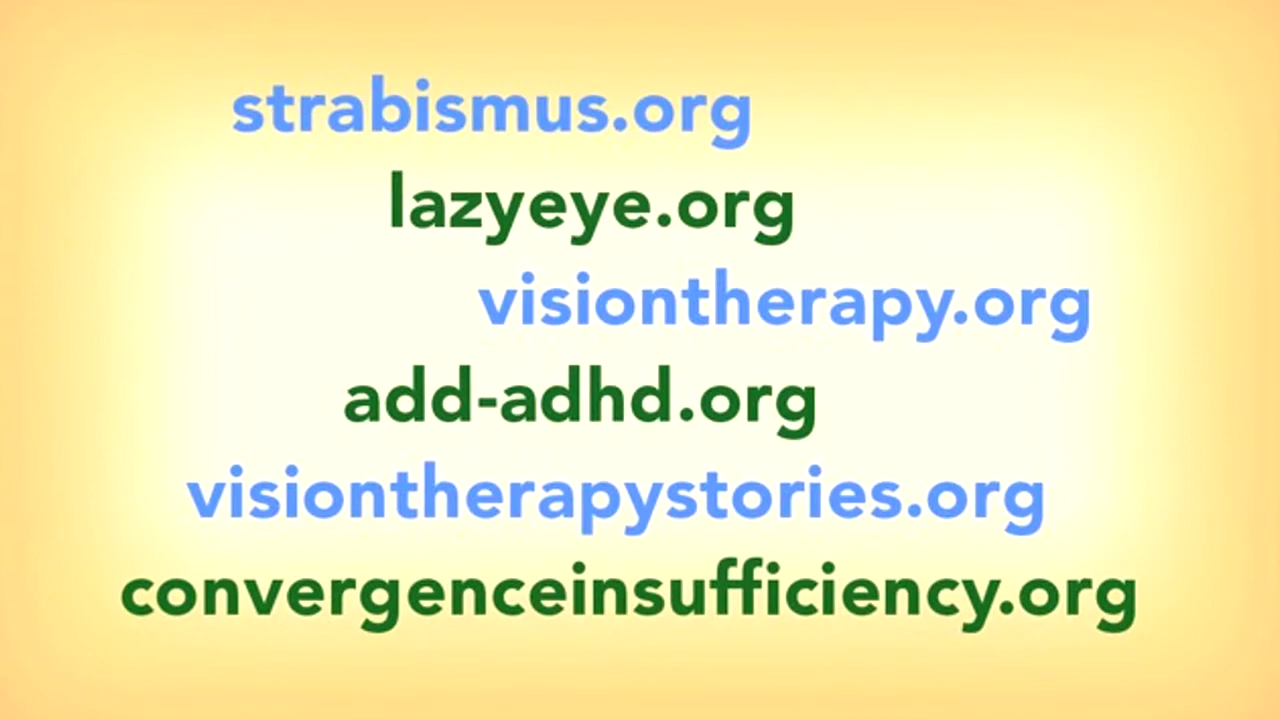 strabismus.org
lazyeye.org
visiontherapy.org
add-adhd.org
visiontherapystories.org
convergenceinsufficiency.org